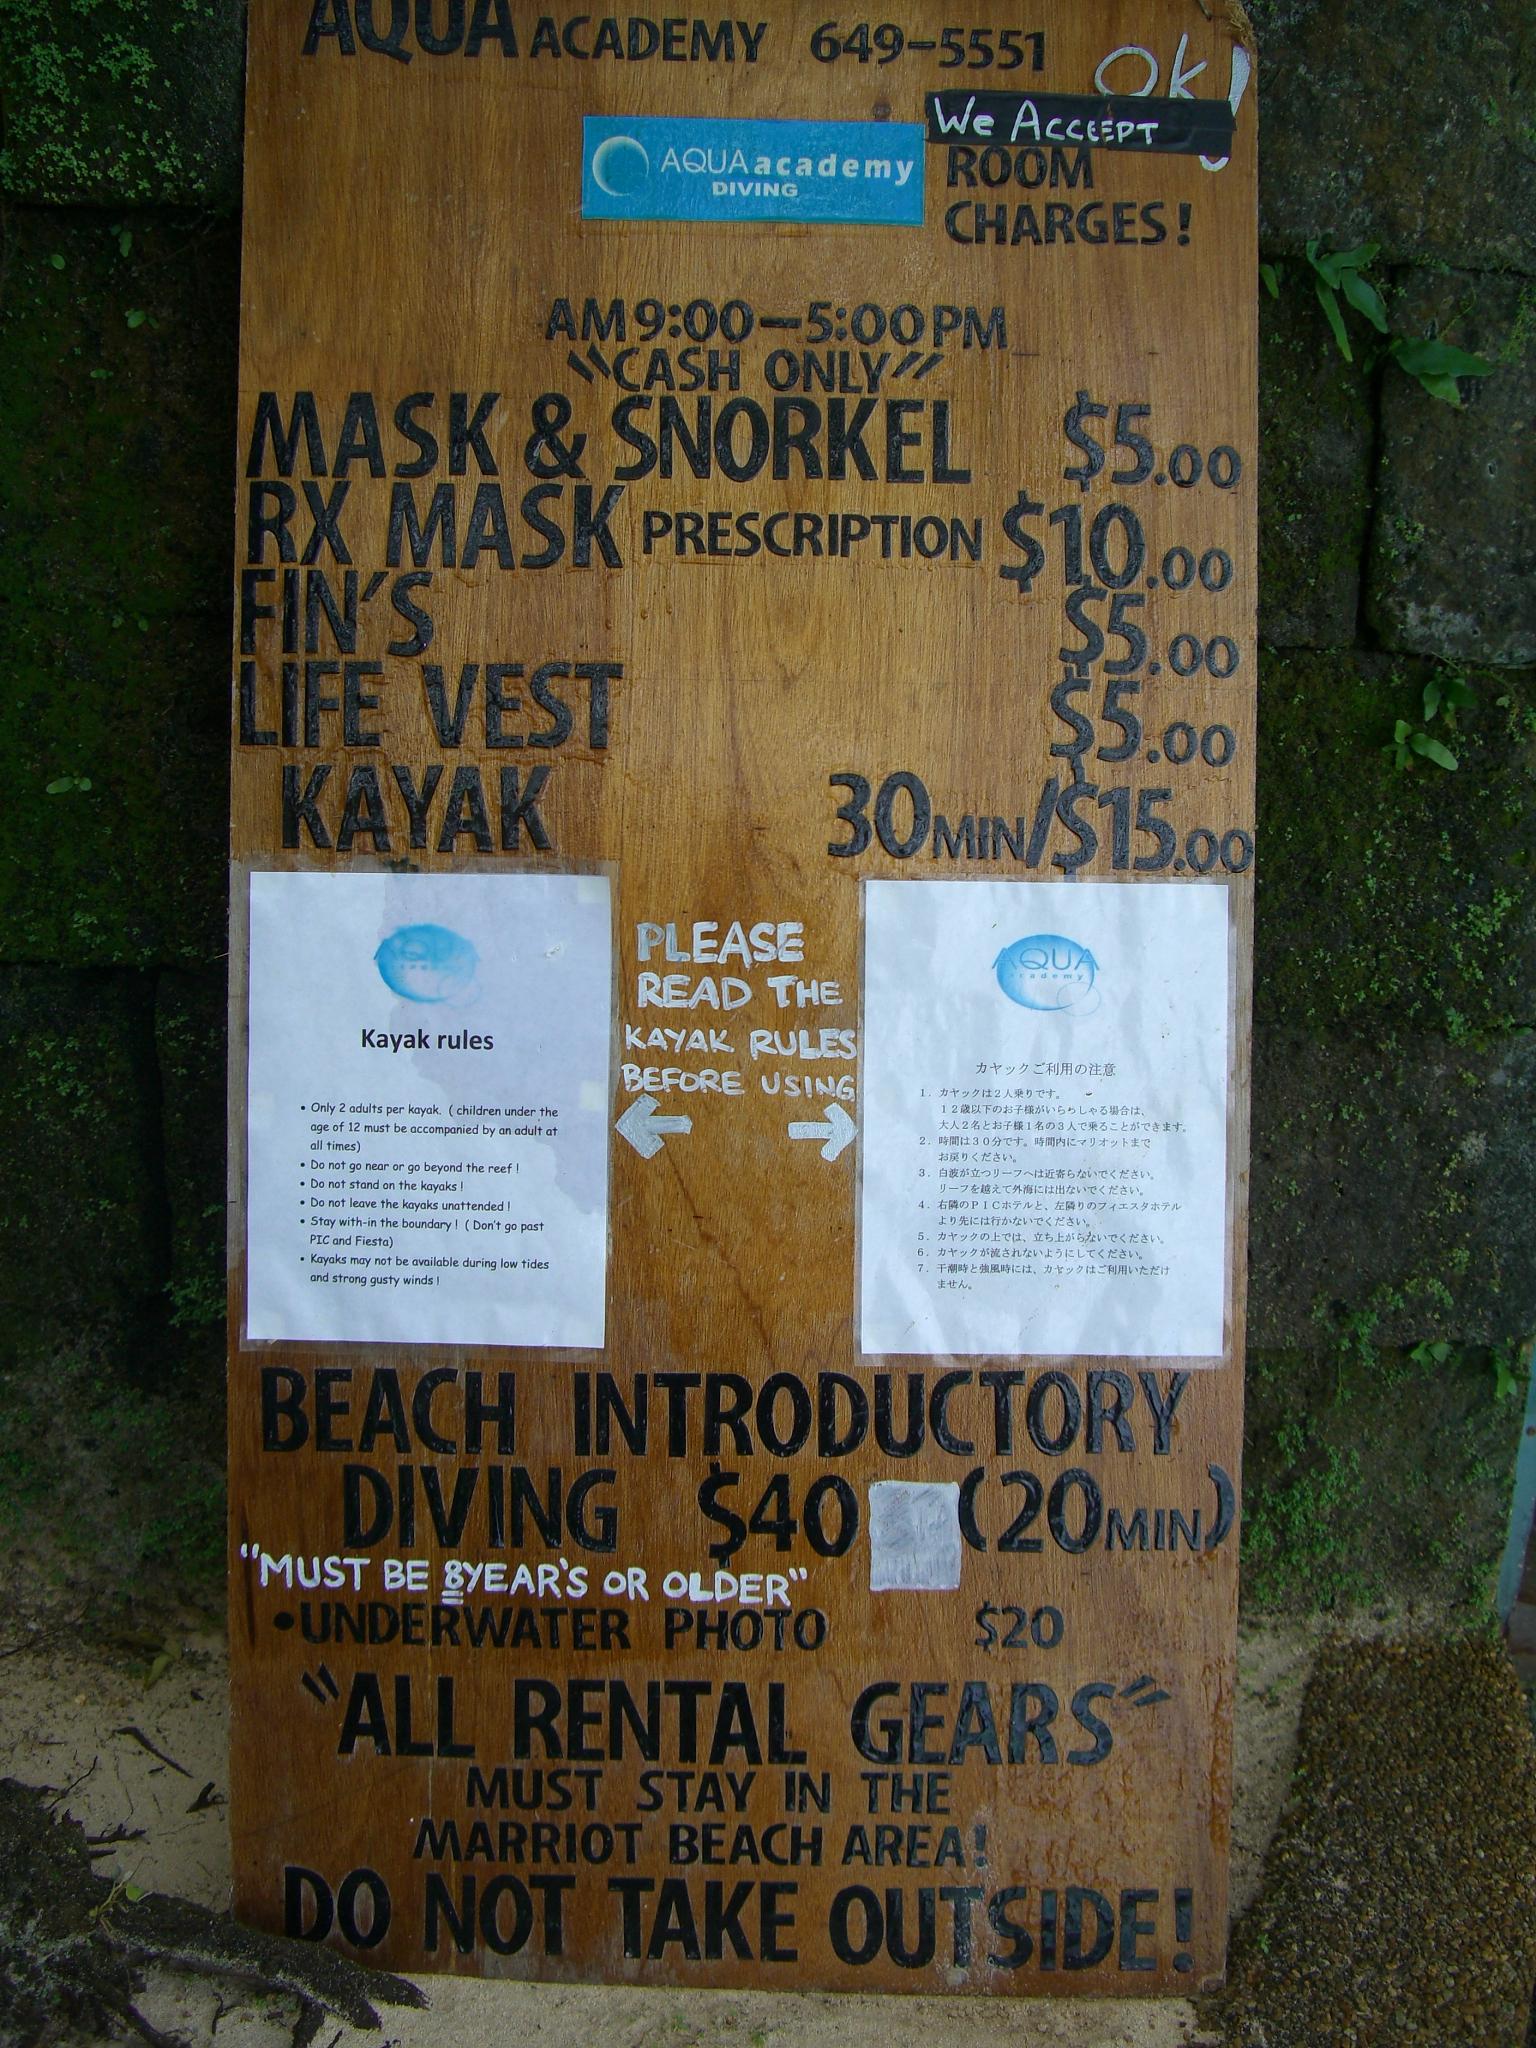 AQUA ACADEMY 649-5551
Ok!
We ACCEPT
AQUAacademy
DIVING
ROOM
CHARGES!
AM9:00-5:00PM
"CASH ONLY"
MASK & SNORKEL $5.00
RX MASK PRESCRIPTION $10.00
FIN'S $5.00
LIFE VEST $5.00
KAYAK 30MIN/$15.00
AQUA
academy
Kayak rules
• Only 2 adults per kayak. ( children under the
age of 12 must be accompanied by an adult at
all times)
• Do not go near or go beyond the reef !
• Do not stand on the kayaks !
• Do not leave the kayaks unattended !
• Stay with-in the boundary ! ( Don't go past
PIC and Fiesta)
• Kayaks may not be available during low tides
and strong gusty winds !
PLEASE
READ THE
KAYAK RULES
BEFORE USING
AQUA
academy
カヤックご利用の注意
1. カヤックは2人乗りです。
12歳以下のお子様がいらっしゃる場合は、
大人2名とお子様1名の3人で乗ることができます。
2. 時間は30分です。時間内にマリオットまで
お戻りください。
3. 白波が立つリーフへは近寄らないでください。
リーフを越えて外海には出ないでください。
4. 右隣のPICホテルと、左隣りのフィエスタホテル
より先には行かないでください。
5. カヤックの上では、立ち上がらないでください。
6. カヤックが流されないようにしてください。
7. 干潮時と強風時には、カヤックはご利用いただけ
ません。
BEACH INTRODUCTORY
DIVING $40 (20MIN)
"MUST BE 8YEAR'S OR OLDER"
•UNDERWATER PHOTO $20
"ALL RENTAL GEARS"
MUST STAY IN THE
MARRIOT BEACH AREA!
DO NOT TAKE OUTSIDE!